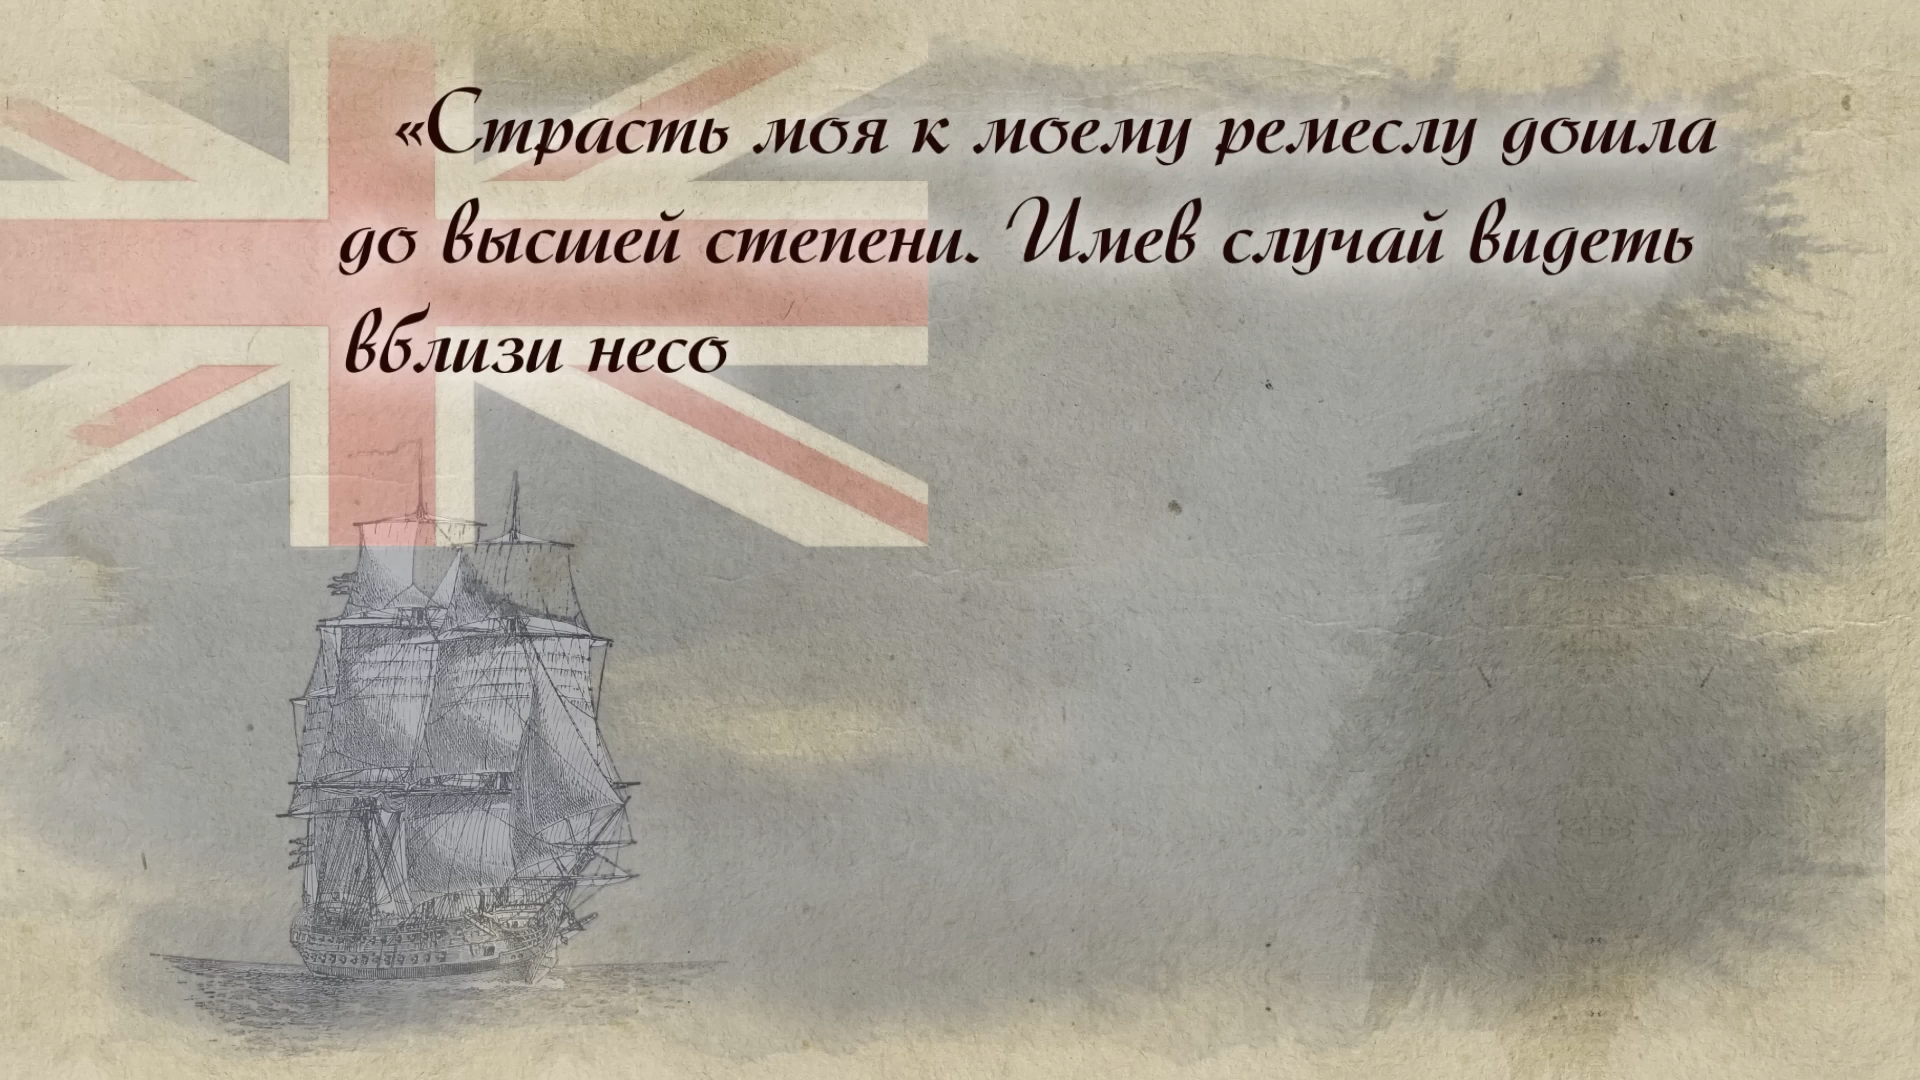 «Страсть моя к моему ремеслу дошла
до высшей степени. Имев случай видеть
вблизи несо